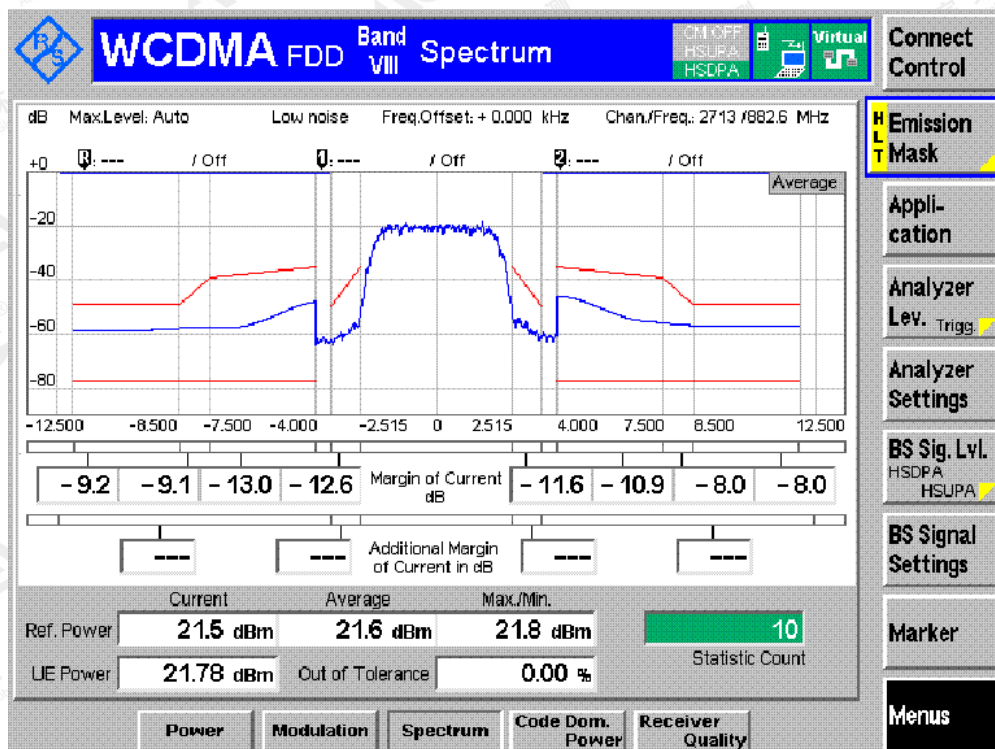 R S
WCDMA FDD Band VIII Spectrum
CM OFF
HSUPA
HSDPA
Virtual
Connect Control
dB Max.Level: Auto Low noise Freq.Offset: + 0.000 kHz Chan./Freq.: 2713 /882.6 MHz
R: --- / Off 1: --- / Off 2: --- / Off
Average
+0
-20
-40
-60
-80
-12.500 -8.500 -7.500 -4.000 -2.515 0 2.515 4.000 7.500 8.500 12.500
- 9.2 - 9.1 - 13.0 - 12.6 Margin of Current dB - 11.6 - 10.9 - 8.0 - 8.0
--- --- Additional Margin of Current in dB --- ---
Current Average Max./Min.
Ref. Power 21.5 dBm 21.6 dBm 21.8 dBm 10
Statistic Count
UE Power 21.78 dBm Out of Tolerance 0.00 %
Power Modulation Spectrum Code Dom. Power Receiver Quality
HLT
Emission Mask
Appli-
cation
Analyzer
Lev. Trigg.
Analyzer
Settings
BS Sig. Lvl.
HSDPA
HSUPA
BS Signal
Settings
Marker
Menus